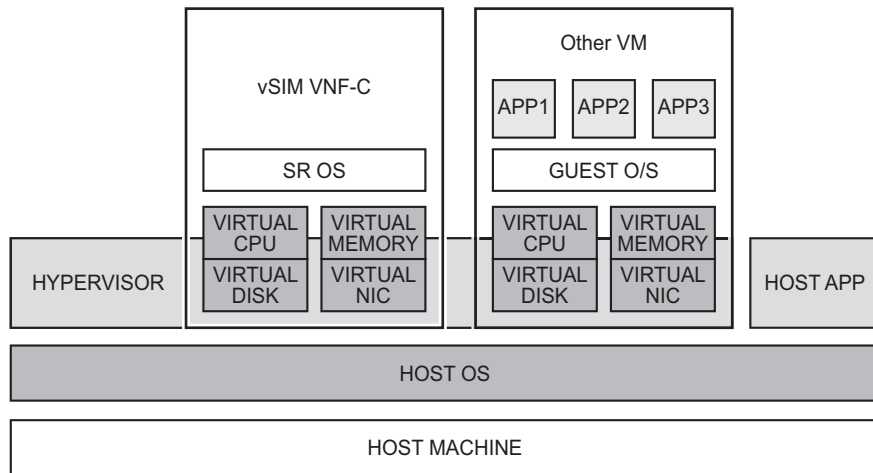 vSIM VNF-C
SR OS
VIRTUAL
CPU
VIRTUAL
MEMORY
VIRTUAL
DISK
VIRTUAL
NIC
Other VM
APP1
APP2
APP3
GUEST O/S
VIRTUAL
CPU
VIRTUAL
MEMORY
VIRTUAL
DISK
VIRTUAL
NIC
HYPERVISOR
HOST APP
HOST OS
HOST MACHINE